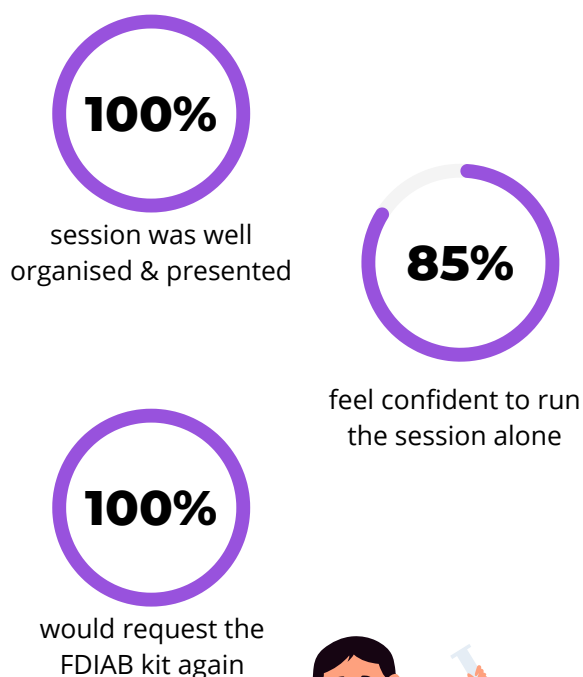 100%
session was well
organised & presented
85%
feel confident to run
the session alone
100%
would request the
FDIAB kit again